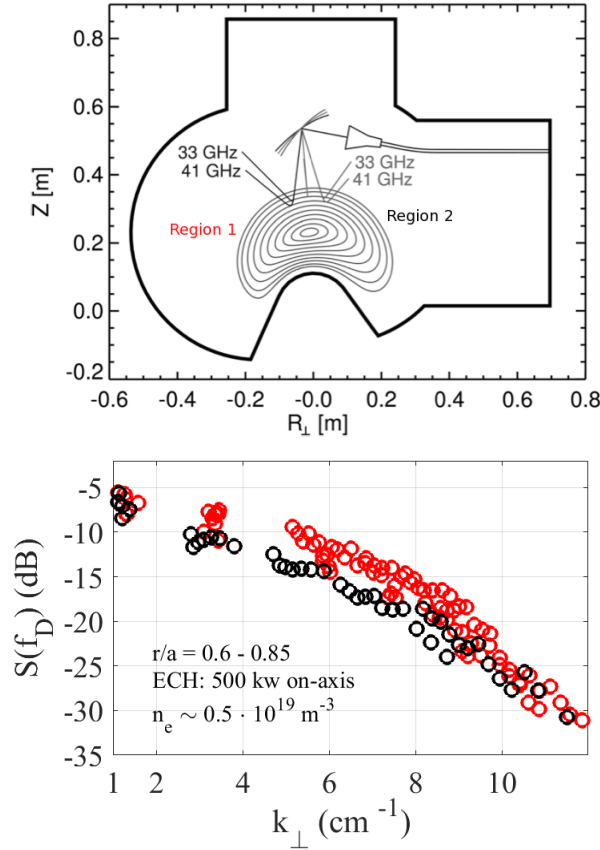 0.8
0.6
0.4
0.2
0.0
-0.2
Z [m]
33 GHz
41 GHz
33 GHz
41 GHz
Region 1
Region 2
-0.6 -0.4 -0.2 -0.0 0.2 0.4 0.6 0.8
R⊥ [m]
-5
-10
-15
-20
-25
-30
-35
S(f_D) (dB)
r/a = 0.6 - 0.85
ECH: 500 kw on-axis
n_e ∼ 0.5 · 10^19 m^-3
1 2 4 6 8 10
k⊥ (cm^-1)